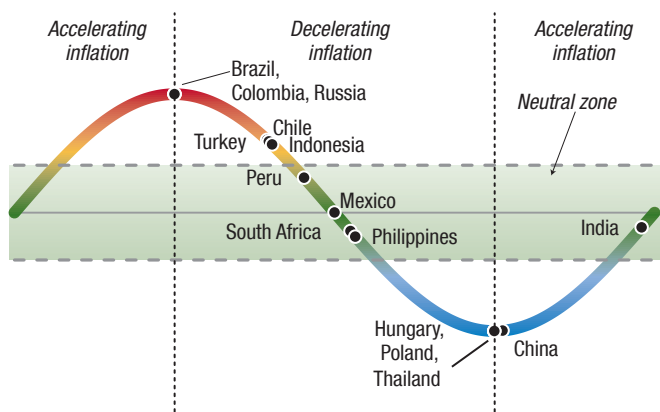 Accelerating
inflation
Decelerating
inflation
Accelerating
inflation
Brazil,
Colombia, Russia
Neutral zone
Chile
Turkey
Indonesia
Peru
Mexico
South Africa
Philippines
India
Hungary,
Poland,
Thailand
China